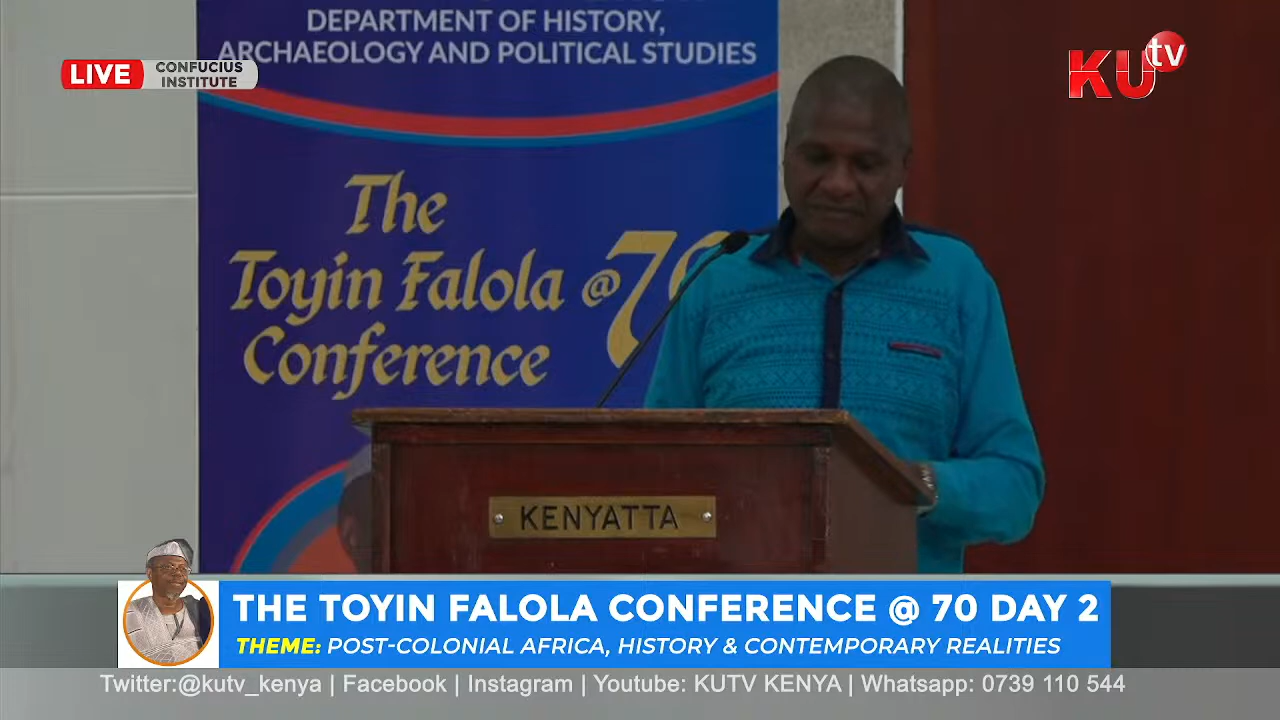 DEPARTMENT OF HISTORY,
ARCHAEOLOGY AND POLITICAL STUDIES
LIVE
CONFUCIUS
INSTITUTE
KU tv
The
Toyin Falola @70
Conference
KENYATTA
THE TOYIN FALOLA CONFERENCE @ 70 DAY 2
THEME: POST-COLONIAL AFRICA, HISTORY & CONTEMPORARY REALITIES
Twitter:@kutv_kenya | Facebook | Instagram | Youtube: KUTV KENYA | Whatsapp: 0739 110 544